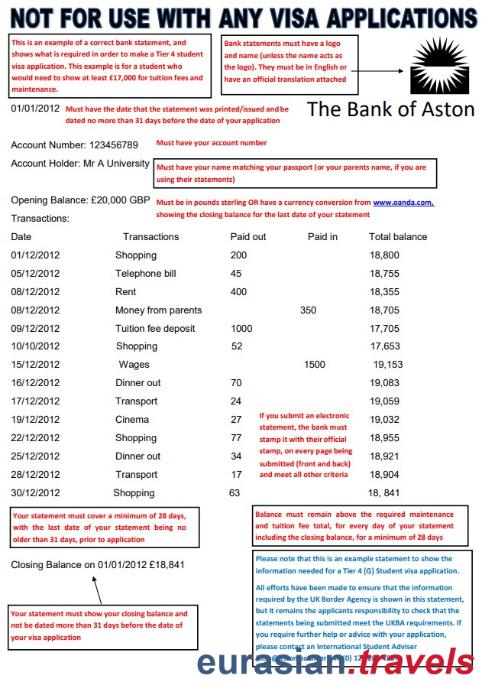 NOT FOR USE WITH ANY VISA APPLICATIONS
This is an example of a correct bank statement, and
shows what is required in order to make a Tier 4 student
visa application. This example is for a student who
would need to show at least £17,000 for tuition fees and
maintenance.
Bank statements must have a logo
and name (unless the name acts as
the logo). They must be in English or
have an official translation attached
01/01/2012 Must have the date that the statement was printed/issued and be
dated no more than 31 days before the date of your application
The Bank of Aston
Account Number: 123456789 Must have your account number
Account Holder: Mr A University
Must have your name matching your passport (or your parents name, if you are
using their statements)
Opening Balance: £20,000 GBP Must be in pounds sterling OR have a currency conversion from www.oanda.com,
showing the closing balance for the last date of your statement
Transactions:
Date Transactions Paid out Paid in Total balance
01/12/2012 Shopping 200 18,800
05/12/2012 Telephone bill 45 18,755
08/12/2012 Rent 400 18,355
08/12/2012 Money from parents 350 18,705
09/12/2012 Tuition fee deposit 1000 17,705
10/10/2012 Shopping 52 17,653
15/12/2012 Wages 1500 19,153
16/12/2012 Dinner out 70 19,083
17/12/2012 Transport 24 19,059
19/12/2012 Cinema 27 19,032
22/12/2012 Shopping 77 18,955
25/12/2012 Dinner out 34 18,921
28/12/2012 Transport 17 18,904
30/12/2012 Shopping 63 18, 841
If you submit an electronic
statement, the bank must
stamp it with their official
stamp, on every page being
submitted (front and back)
and meet all other criteria
Your statement must cover a minimum of 28 days,
with the last date of your statement being no
older than 31 days, prior to application
Balance must remain above the required maintenance
and tuition fee total, for every day of your statement
including the closing balance, for a minimum of 28 days
Closing Balance on 01/01/2012 £18,841
Your statement must show your closing balance and
not be dated more than 31 days before the date of
your visa application
Please note that this is an example statement to show the
information needed for a Tier 4 (G) Student visa application.
All efforts have been made to ensure that the information
required by the UK Border Agency is shown in this statement,
but it remains the applicants responsibility to check that the
statements being submitted meet the UKBA requirements. If
you require further help or advice with your application,
please contact an International Student Adviser
eurasian.travels